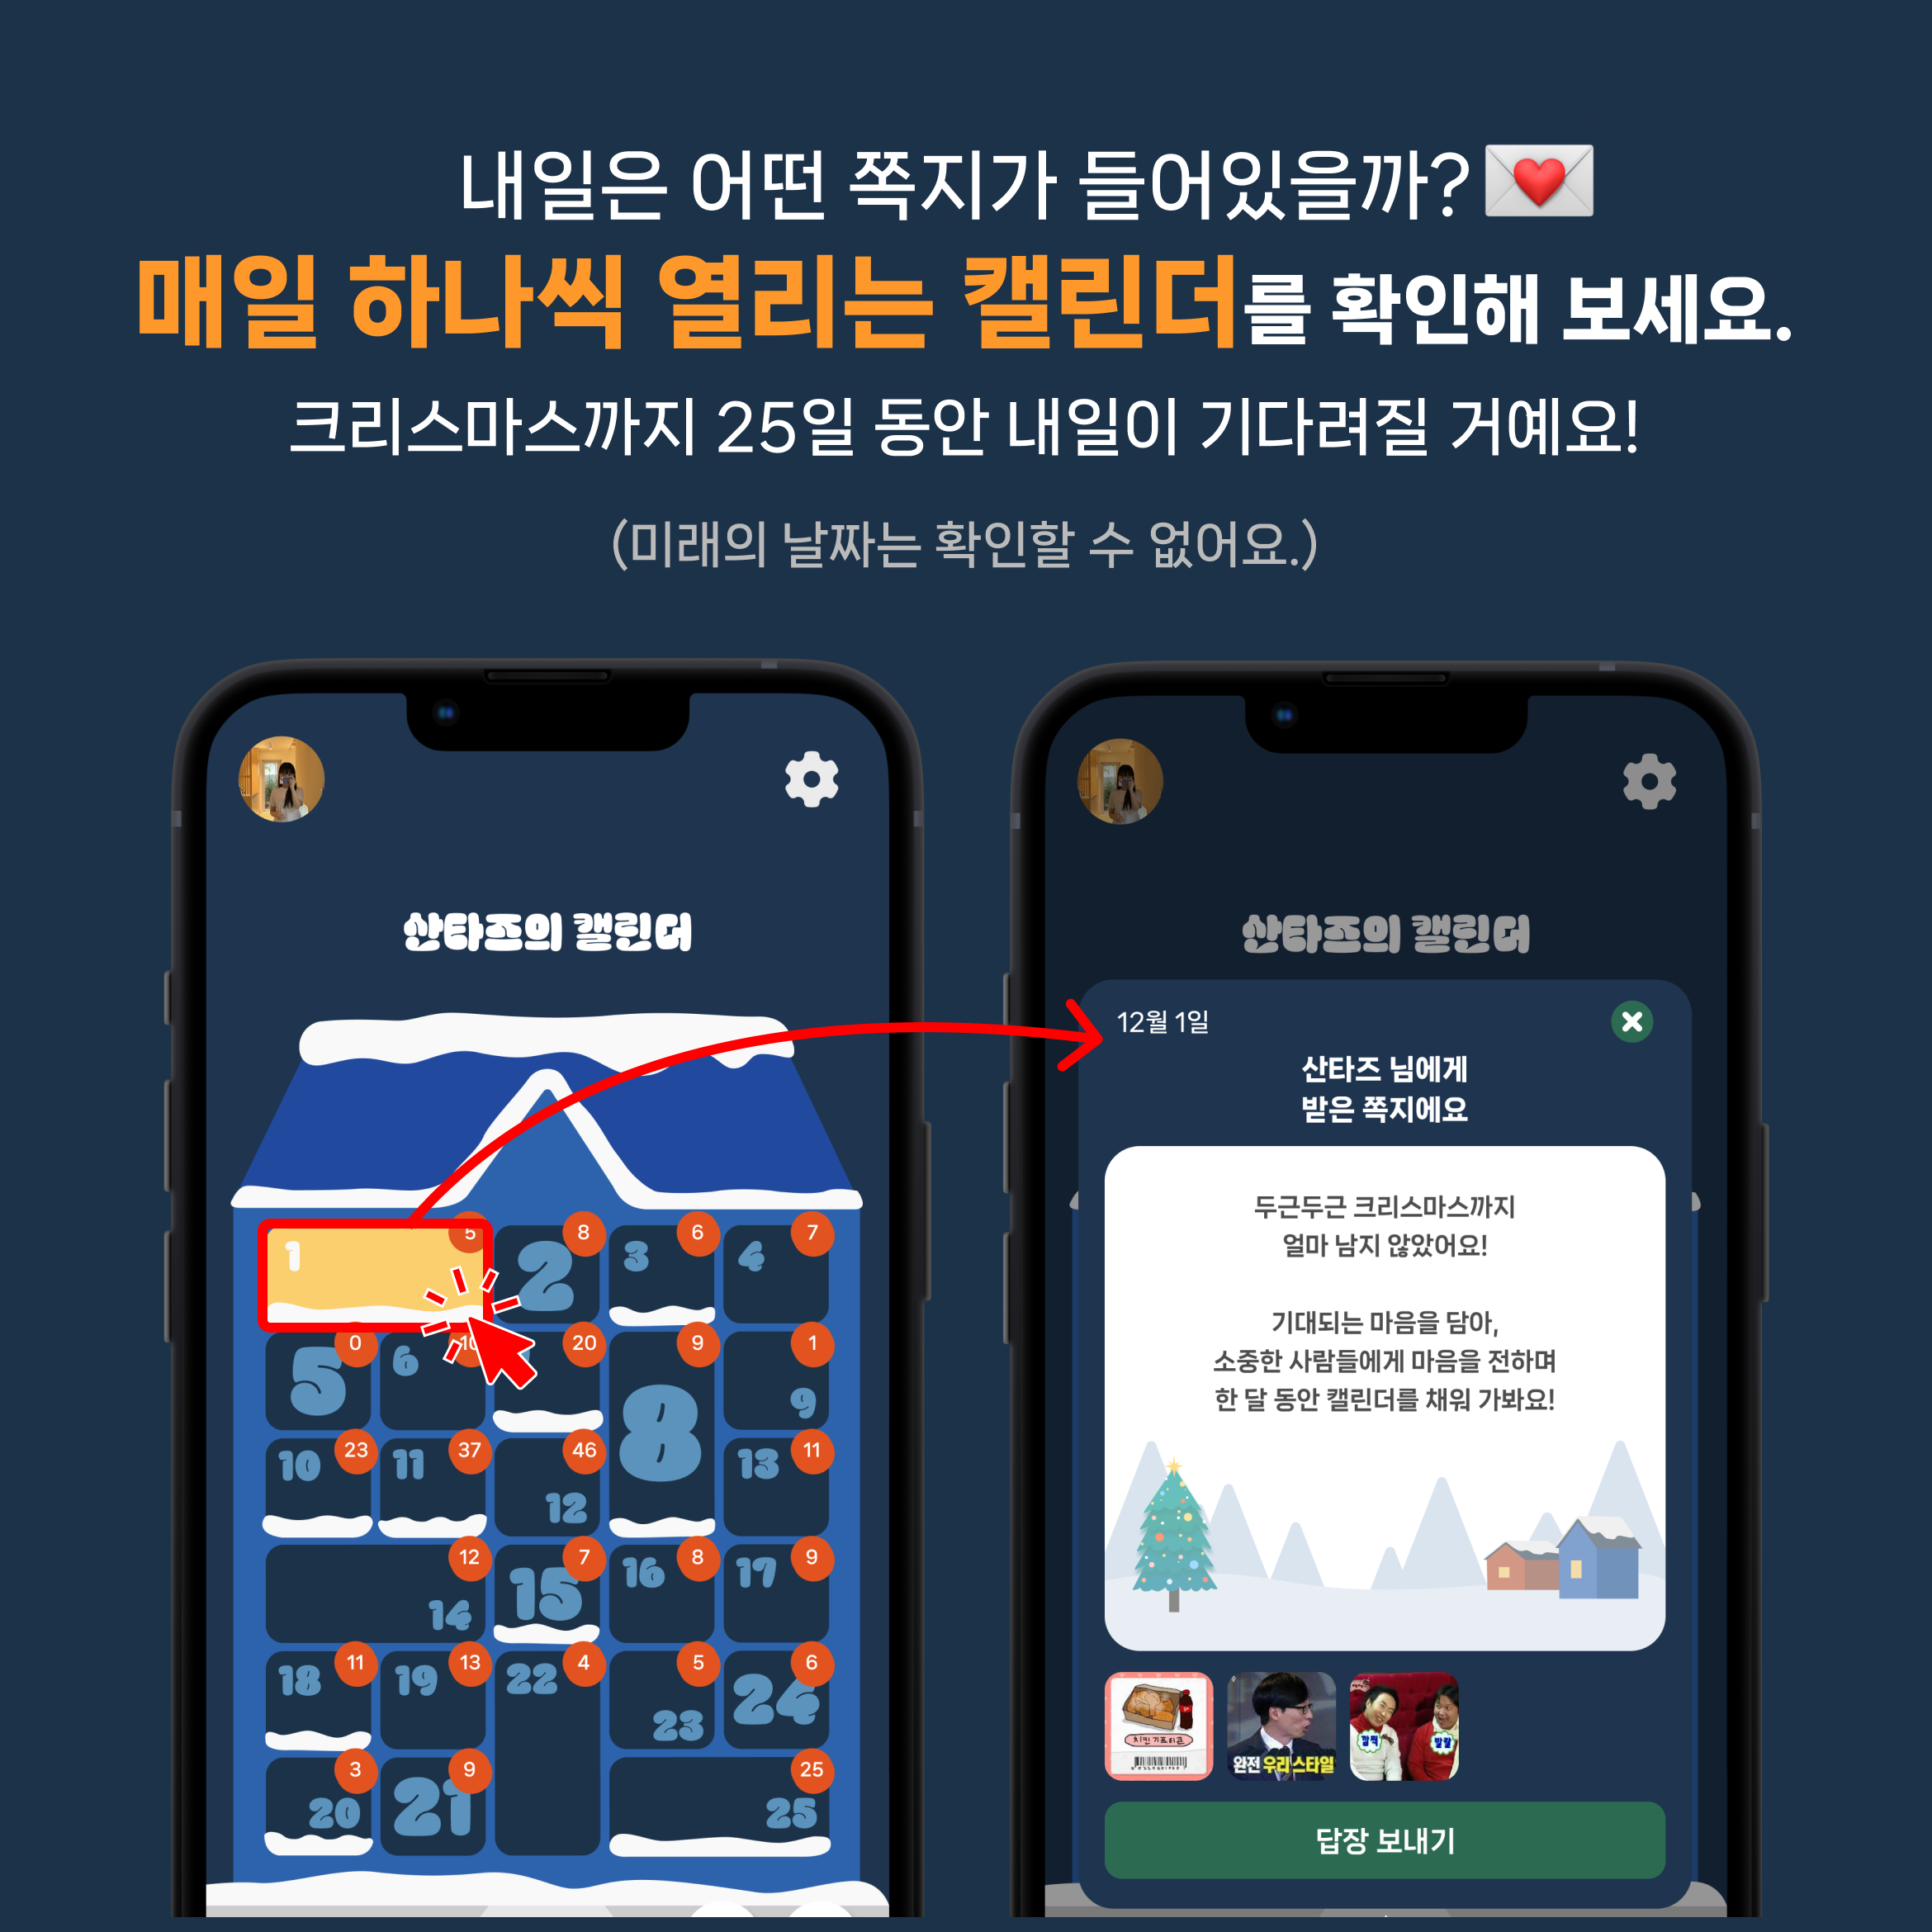 내일은 어떤 쪽지가 들어있을까?
매일 하나씩 열리는 캘린더를 확인해 보세요.
크리스마스까지 25일 동안 내일이 기다려질 거예요!
(미래의 날짜는 확인할 수 없어요.)
산타즈의 캘린더
1 5
2 8
3 6
4 7
5 0
6 10
20
8 9
9 1
10 23
11 37
12 46
13 11
14 12
15 7
16 8
17 9
18 11
19 13
22 4
23 5
24 6
20 3
21 9
25 25
산타즈의 캘린더
12월 1일
산타즈 님에게
받은 쪽지에요
두근두근 크리스마스까지
얼마 남지 않았어요!
기대되는 마음을 담아,
소중한 사람들에게 마음을 전하며
한 달 동안 캘린더를 채워 가봐요!
치킨 기프티콘
완전 우리 스타일
깔깍
깔깔
답장 보내기